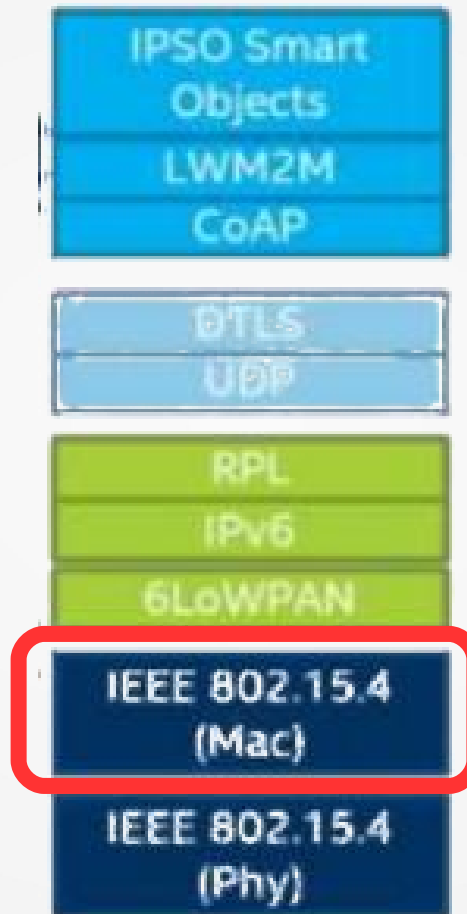 IPSO Smart
Objects
LWM2M
CoAP
DTLS
UDP
RPL
IPv6
6LoWPAN
IEEE 802.15.4
(Mac)
IEEE 802.15.4
(Phy)